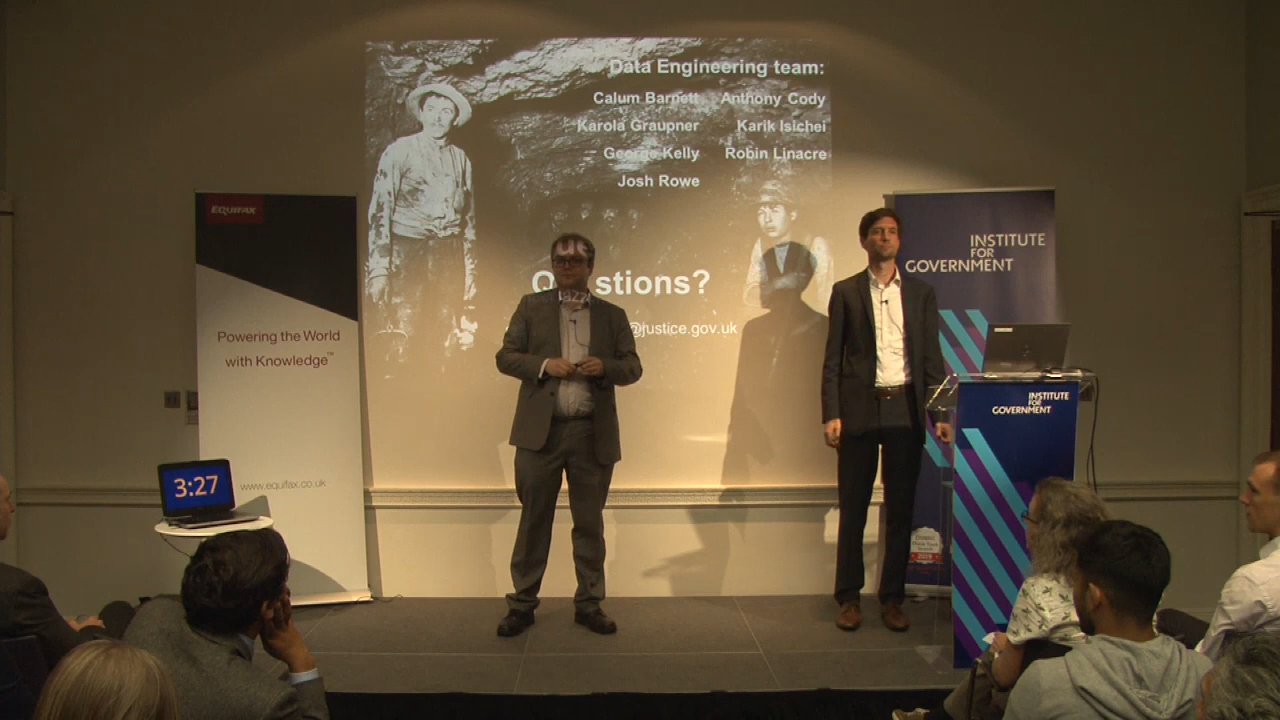 Data Engineering team:
Calum Barnett
Anthony Cody
Karola Graupner
Karik Isichei
George Kelly
Robin Linacre
Josh Rowe
Questions?
@justice.gov.uk
EQUIFAX
Powering the World
with Knowledge™
www.equifax.co.uk
3:27
INSTITUTE
FOR
GOVERNMENT
INSTITUTE
FOR
GOVERNMENT
2019